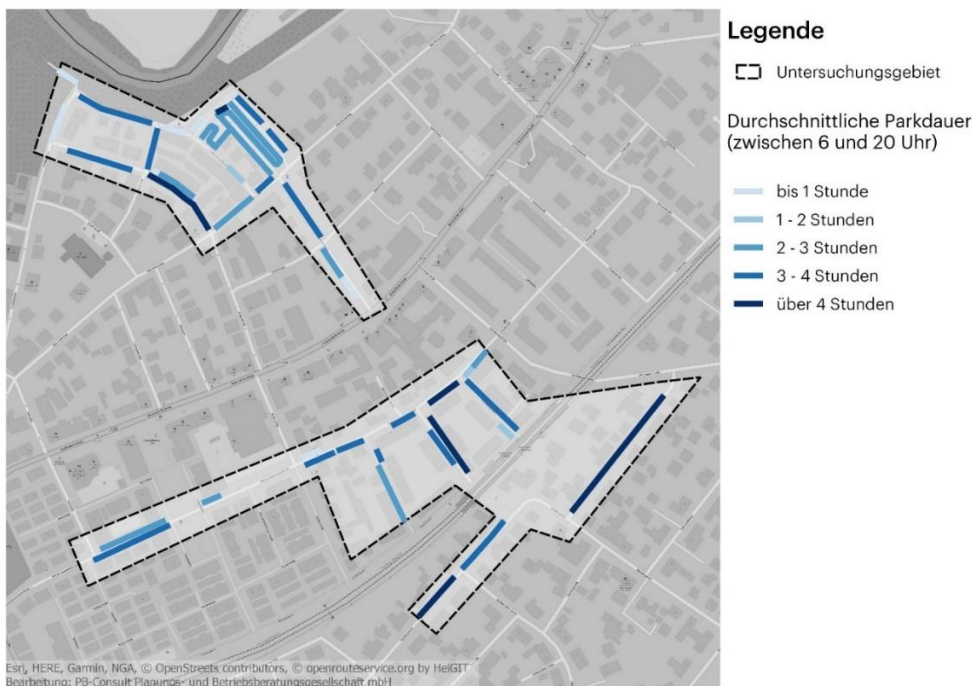 Legende
Untersuchungsgebiet
Durchschnittliche Parkdauer
(zwischen 6 und 20 Uhr)
bis 1 Stunde
1 - 2 Stunden
2 - 3 Stunden
3 - 4 Stunden
über 4 Stunden
Esri, HERE, Garmin, NGA, © OpenStreets contributors, © openrouteservice.org by HeiGIT
Bearbeitung: PB-Consult Planungs- und Betriebsberatungsgesellschaft mbH